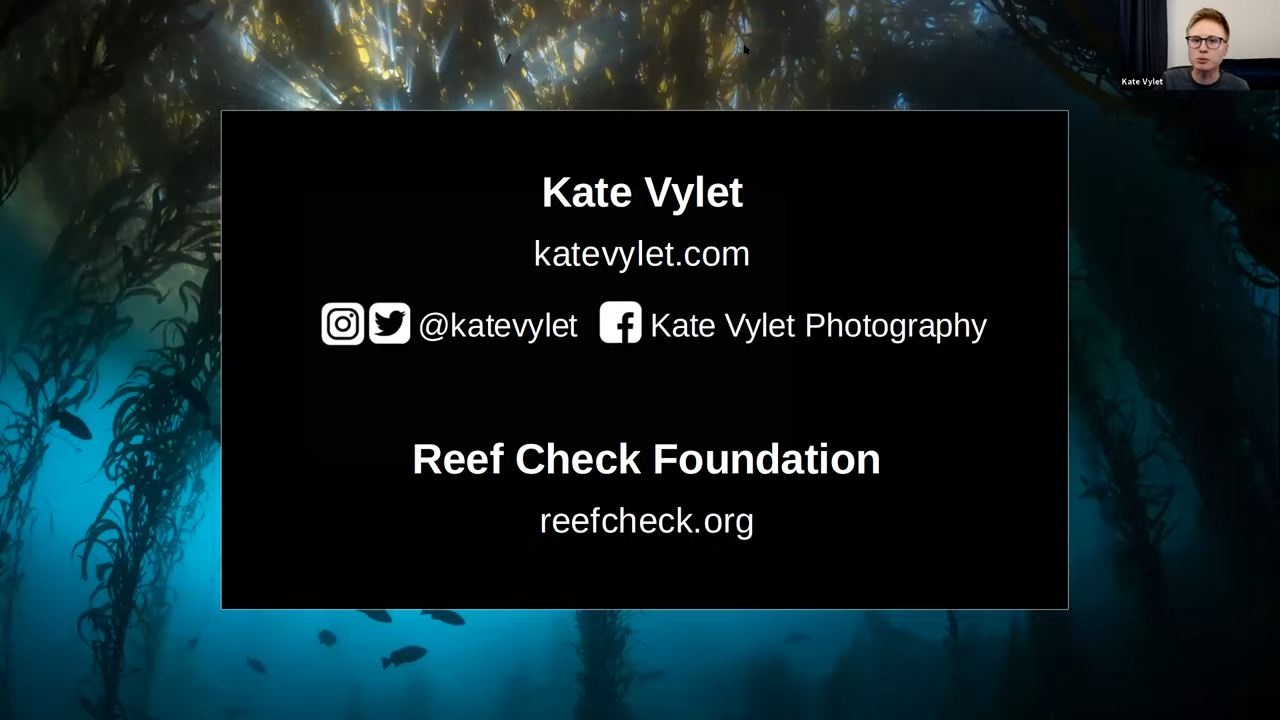 Kate Vylet
Kate Vylet
katevylet.com
@katevylet Kate Vylet Photography
Reef Check Foundation
reefcheck.org